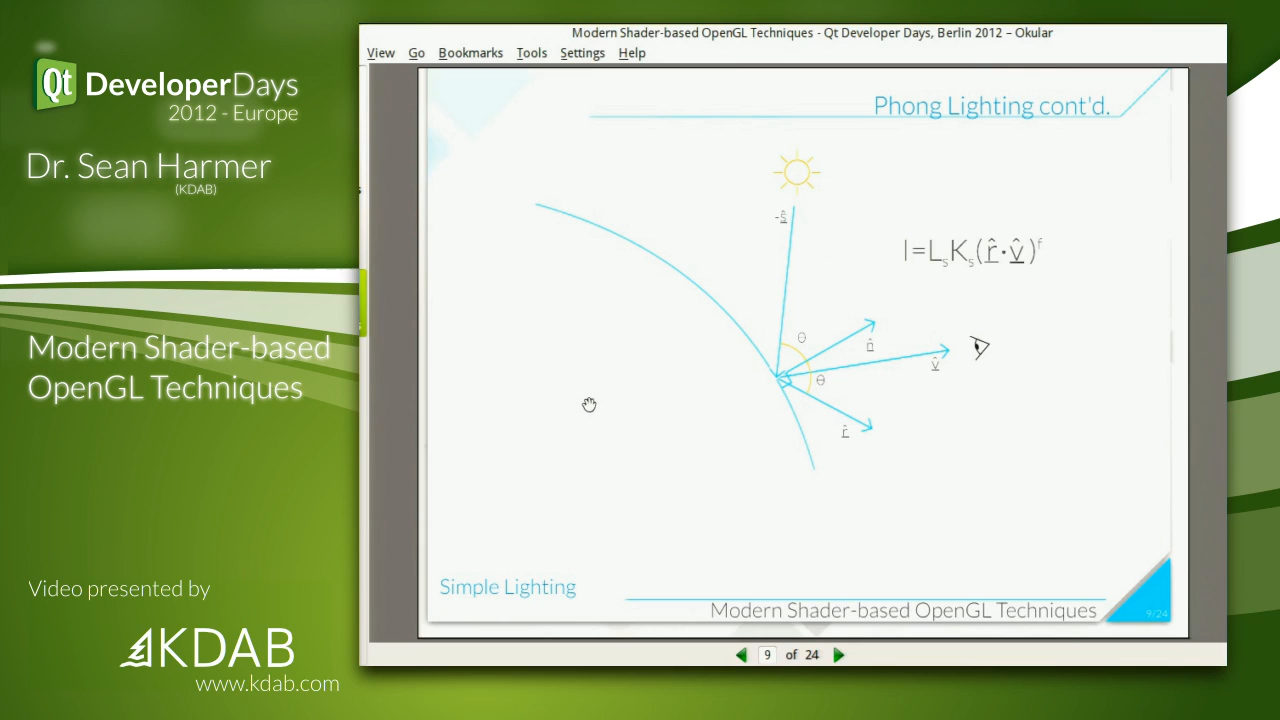 Qt DeveloperDays
2012 - Europe
Dr. Sean Harmer
(KDAB)
Modern Shader-based
OpenGL Techniques
Video presented by
KDAB
www.kdab.com
Modern Shader-based OpenGL Techniques - Qt Developer Days, Berlin 2012 – Okular
View Go Bookmarks Tools Settings Help
Phong Lighting cont'd.
-ŝ
I=LₛKₛ(r̂·v̂)ᶠ
θ
n̂
v̂
θ
r̂
Simple Lighting
Modern Shader-based OpenGL Techniques
9/24
9 of 24